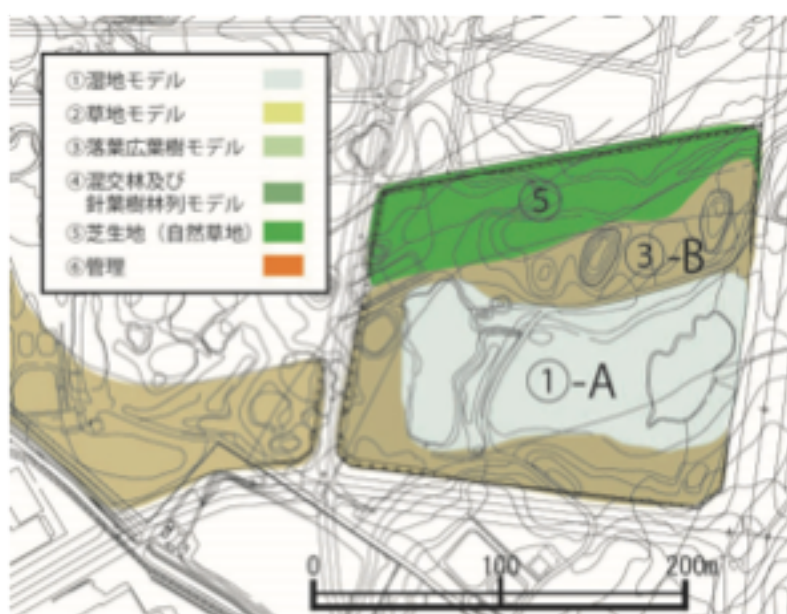 ①湿地モデル
②草地モデル
③落葉広葉樹モデル
④混交林及び
針葉樹林列モデル
⑤芝生地（自然草地）
⑥管理
⑤
③-B
①-A
0 100 200m